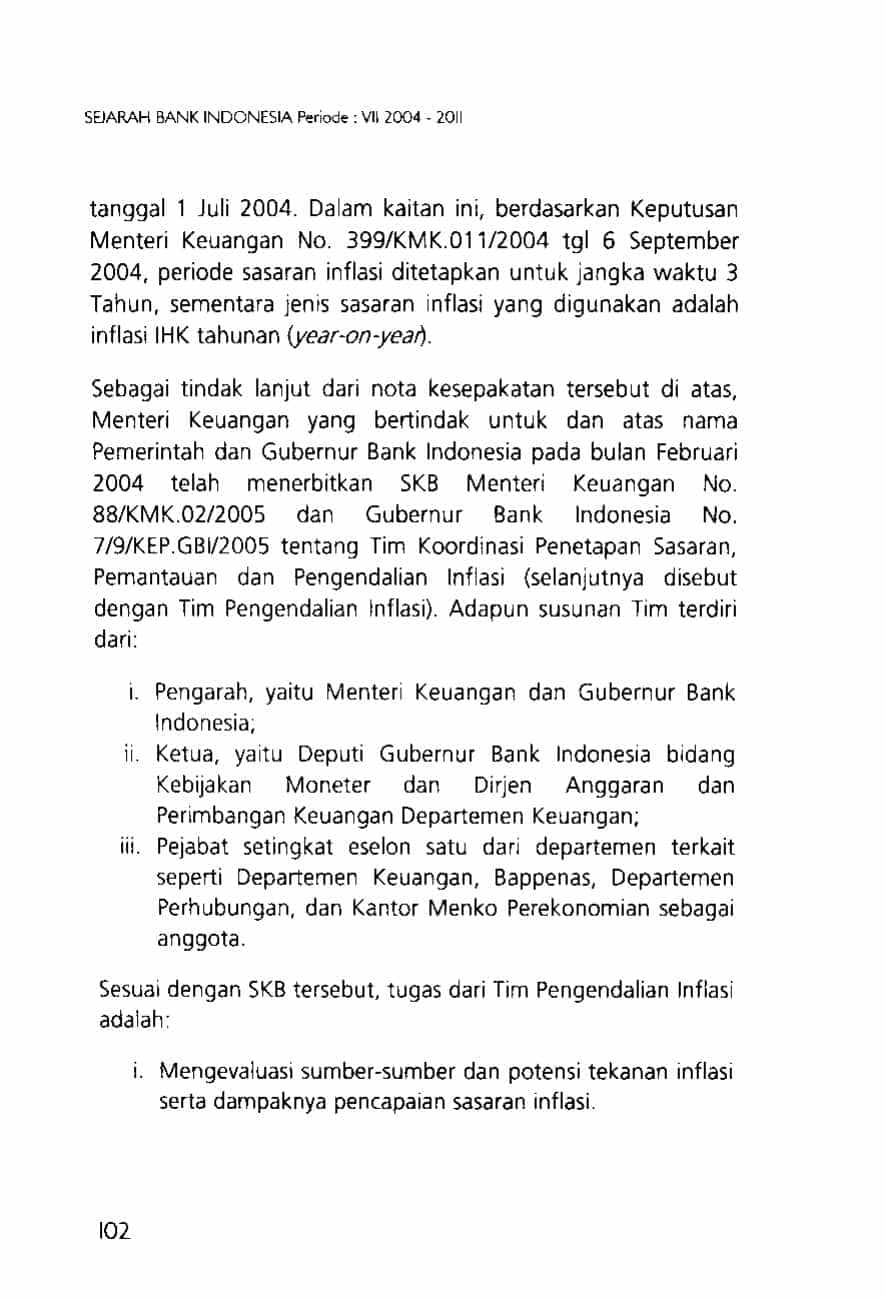 SEJARAH BANK INDONESIA Periode : VII 2004 - 2011
tanggal 1 Juli 2004. Dalam kaitan ini, berdasarkan Keputusan
Menteri Keuangan No. 399/KMK.011/2004 tgl 6 September
2004, periode sasaran inflasi ditetapkan untuk jangka waktu 3
Tahun, sementara jenis sasaran inflasi yang digunakan adalah
inflasi IHK tahunan (year-on-year).
Sebagai tindak lanjut dari nota kesepakatan tersebut di atas,
Menteri Keuangan yang bertindak untuk dan atas nama
Pemerintah dan Gubernur Bank Indonesia pada bulan Februari
2004 telah menerbitkan SKB Menteri Keuangan No.
88/KMK.02/2005 dan Gubernur Bank Indonesia No.
7/9/KEP.GBI/2005 tentang Tim Koordinasi Penetapan Sasaran,
Pemantauan dan Pengendalian Inflasi (selanjutnya disebut
dengan Tim Pengendalian Inflasi). Adapun susunan Tim terdiri
dari:
i. Pengarah, yaitu Menteri Keuangan dan Gubernur Bank
Indonesia;
ii. Ketua, yaitu Deputi Gubernur Bank Indonesia bidang
Kebijakan Moneter dan Dirjen Anggaran dan
Perimbangan Keuangan Departemen Keuangan;
iii. Pejabat setingkat eselon satu dari departemen terkait
seperti Departemen Keuangan, Bappenas, Departemen
Perhubungan, dan Kantor Menko Perekonomian sebagai
anggota.
Sesuai dengan SKB tersebut, tugas dari Tim Pengendalian Inflasi
adalah:
i. Mengevaluasi sumber-sumber dan potensi tekanan inflasi
serta dampaknya pencapaian sasaran inflasi.
102